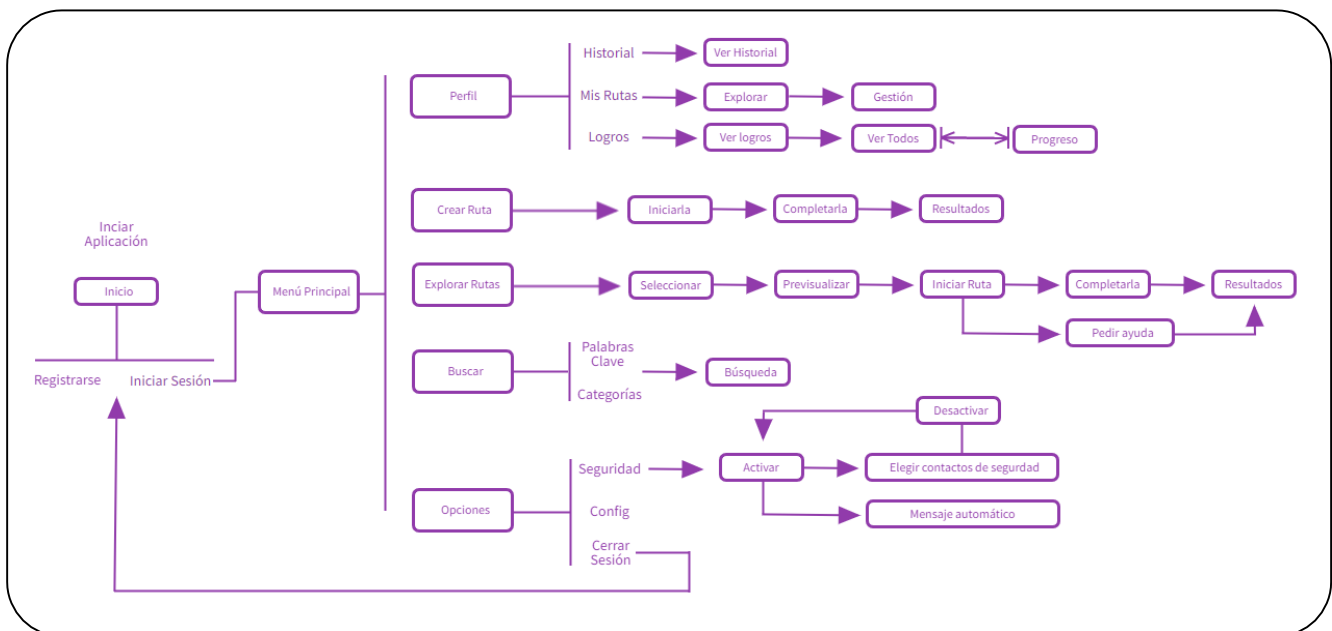 Historial
Ver Historial
Perfil
Mis Rutas
Explorar
Gestión
Logros
Ver logros
Ver Todos
Progreso
Crear Ruta
Iniciarla
Completarla
Resultados
Inciar
Aplicación
Inicio
Menú Principal
Explorar Rutas
Seleccionar
Previsualizar
Iniciar Ruta
Completarla
Resultados
Pedir ayuda
Registrarse
Iniciar Sesión
Buscar
Palabras
Clave
Categorías
Búsqueda
Desactivar
Opciones
Seguridad
Activar
Elegir contactos de segurdad
Config
Mensaje automático
Cerrar
Sesión